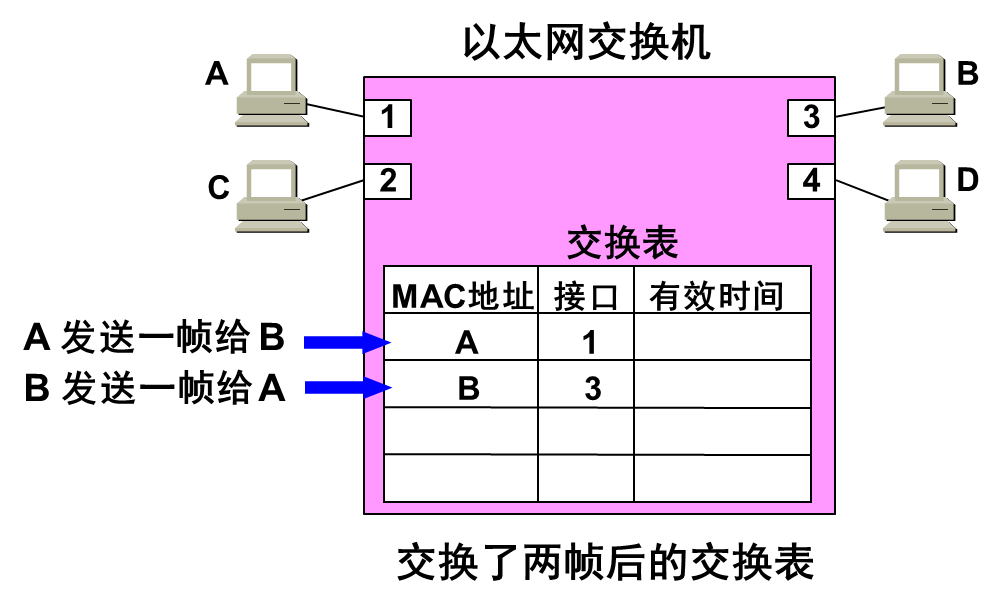 以太网交换机
A
B
1
3
C
D
2
4
交换表
MAC地址 接口 有效时间
A 发送一帧给 B
A 1
B 发送一帧给 A
B 3
交换了两帧后的交换表